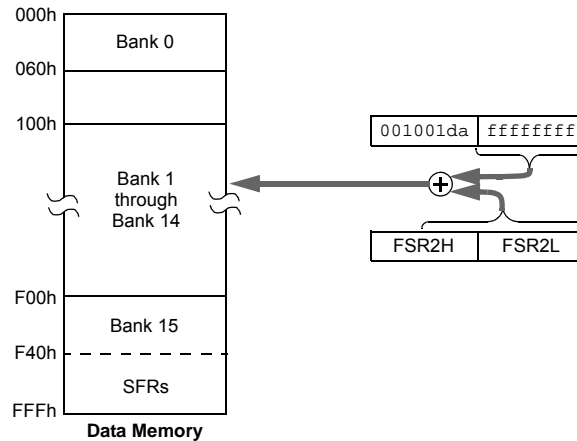 000h
Bank 0
060h
100h
001001da ffffffff
Bank 1
through
Bank 14
FSR2H FSR2L
F00h
Bank 15
F40h
SFRs
FFFh
Data Memory